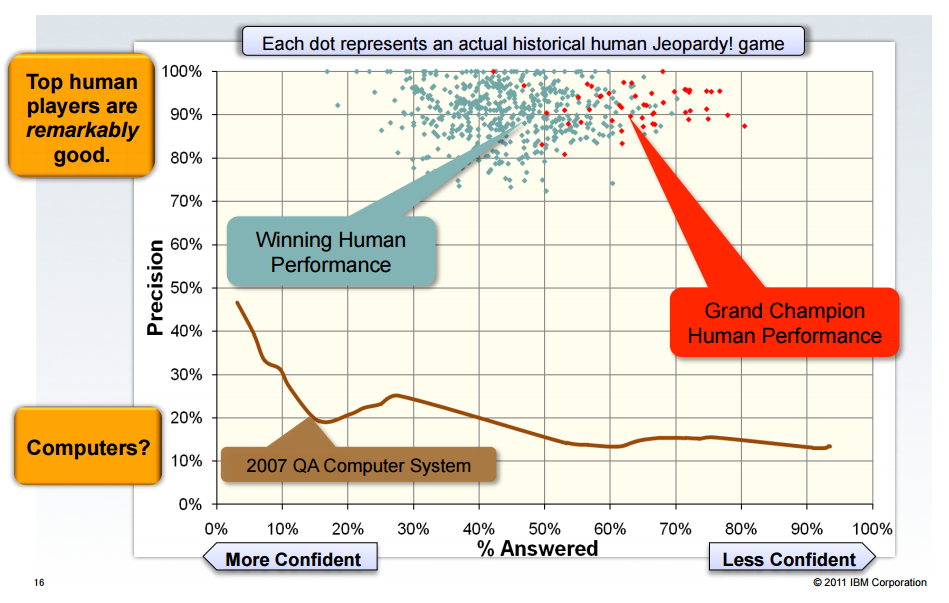 Each dot represents an actual historical human Jeopardy! game
Top human
players are
remarkably
good.
100%
90%
80%
70%
60%
50%
40%
30%
20%
10%
0%
Precision
Winning Human
Performance
Grand Champion
Human Performance
Computers?
2007 QA Computer System
0%
10%
20%
30%
40%
50%
60%
70%
80%
90%
100%
% Answered
More Confident
Less Confident
16
© 2011 IBM Corporation